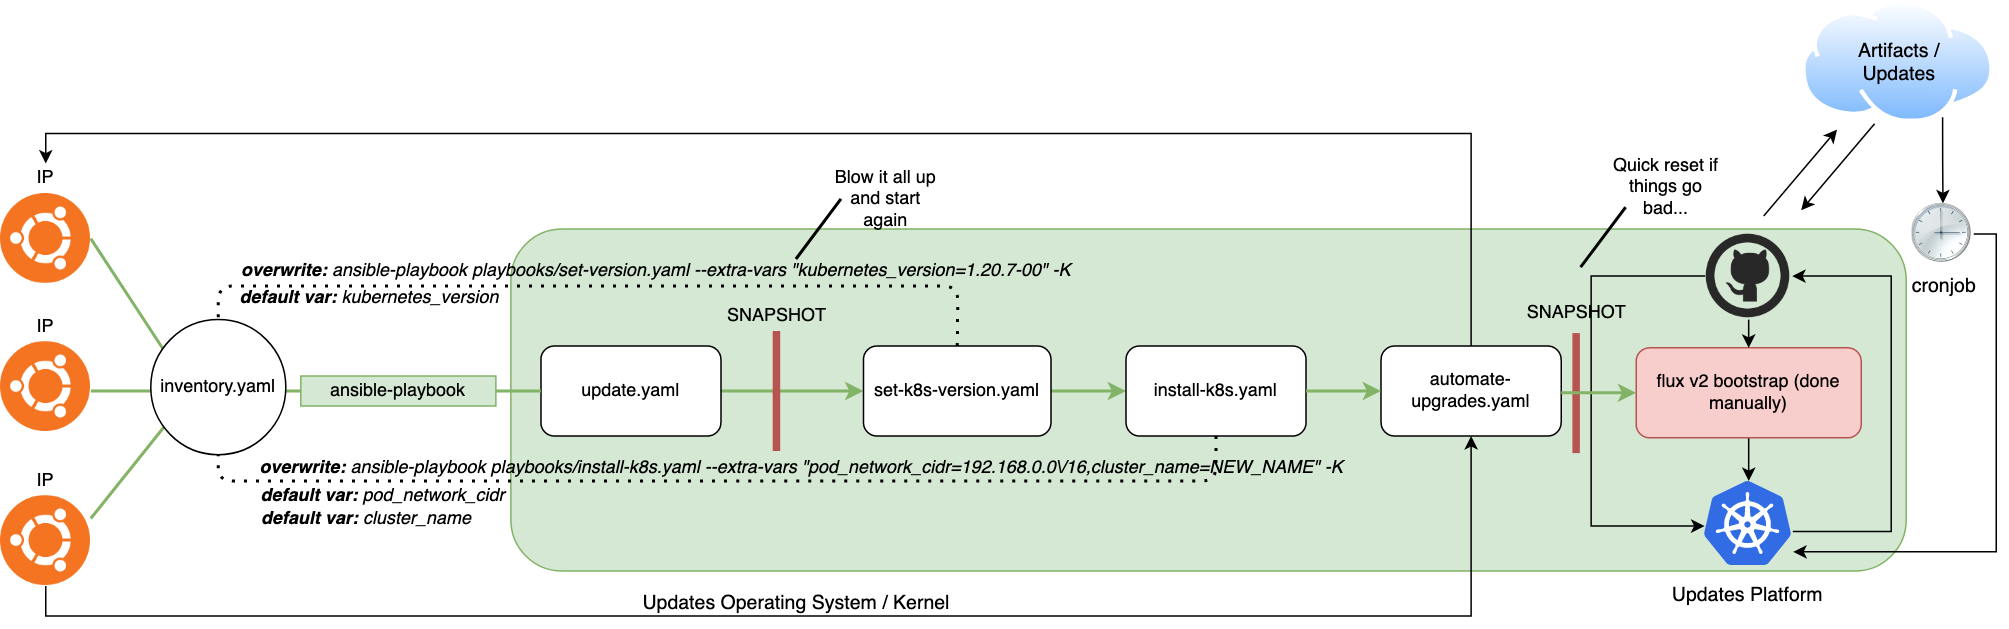 Artifacts /
Updates
IP
Blow it all up
and start
again
Quick reset if
things go
bad...
overwrite: ansible-playbook playbooks/set-version.yaml --extra-vars "kubernetes_version=1.20.7-00" -K
default var: kubernetes_version
cronjob
SNAPSHOT
SNAPSHOT
IP
inventory.yaml
ansible-playbook
update.yaml
set-k8s-version.yaml
install-k8s.yaml
automate-
upgrades.yaml
flux v2 bootstrap (done
manually)
IP
overwrite: ansible-playbook playbooks/install-k8s.yaml --extra-vars "pod_network_cidr=192.168.0.0\/16,cluster_name=NEW_NAME" -K
default var: pod_network_cidr
default var: cluster_name
Updates Operating System / Kernel
Updates Platform